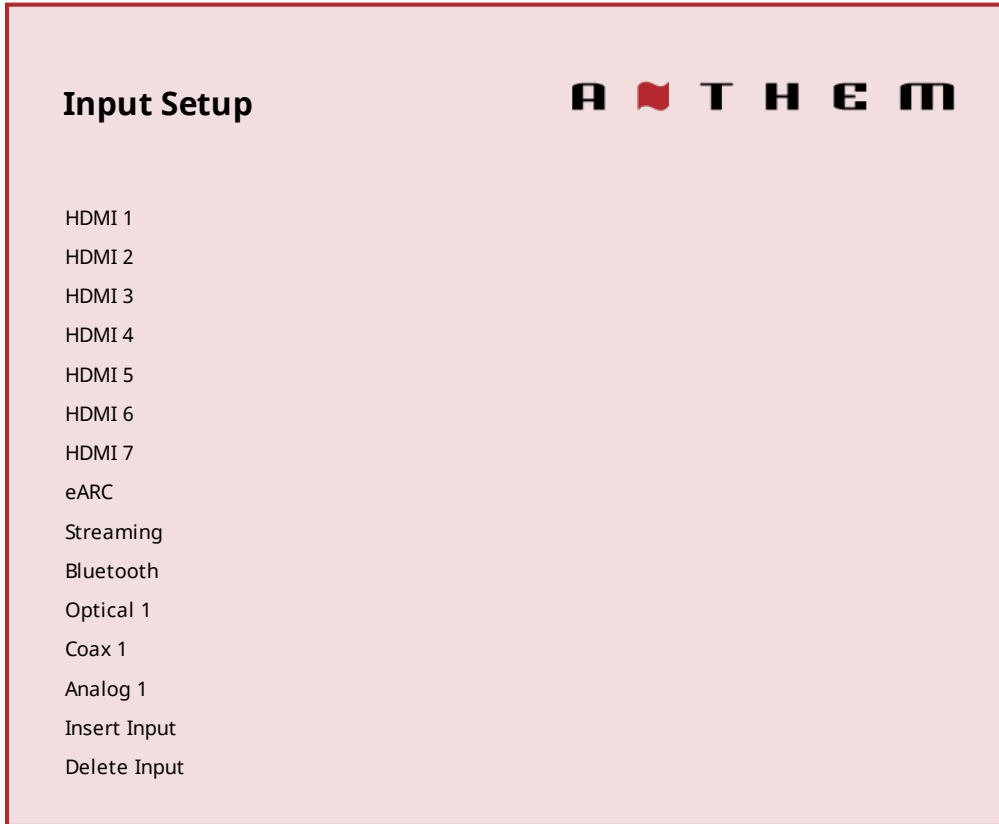 Input Setup
ANTHEM
HDMI 1
HDMI 2
HDMI 3
HDMI 4
HDMI 5
HDMI 6
HDMI 7
eARC
Streaming
Bluetooth
Optical 1
Coax 1
Analog 1
Insert Input
Delete Input